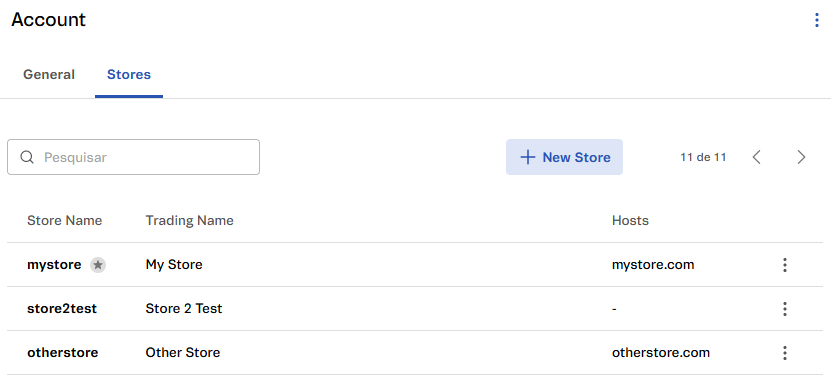 Account
General Stores
Pesquisar New Store 11 de 11
Store Name Trading Name Hosts
mystore My Store mystore.com
store2test Store 2 Test -
otherstore Other Store otherstore.com